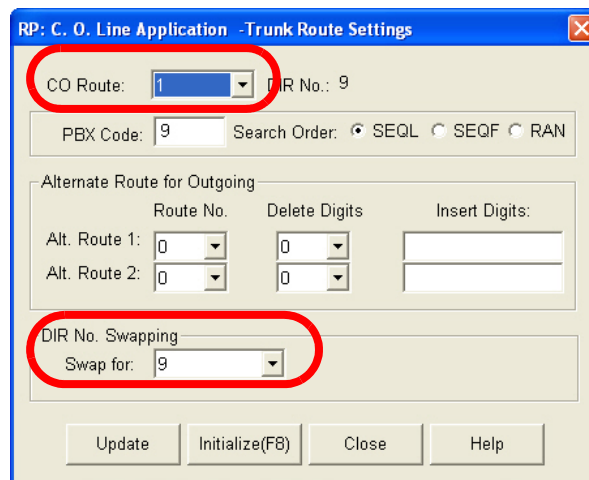 RP: C. O. Line Application -Trunk Route Settings
CO Route: 1 DIR No.: 9
PBX Code: 9 Search Order: SEQL SEQF RAN
Alternate Route for Outgoing
Route No. Delete Digits Insert Digits:
Alt. Route 1: 0 0
Alt. Route 2: 0 0
DIR No. Swapping
Swap for: 9
Update Initialize(F8) Close Help